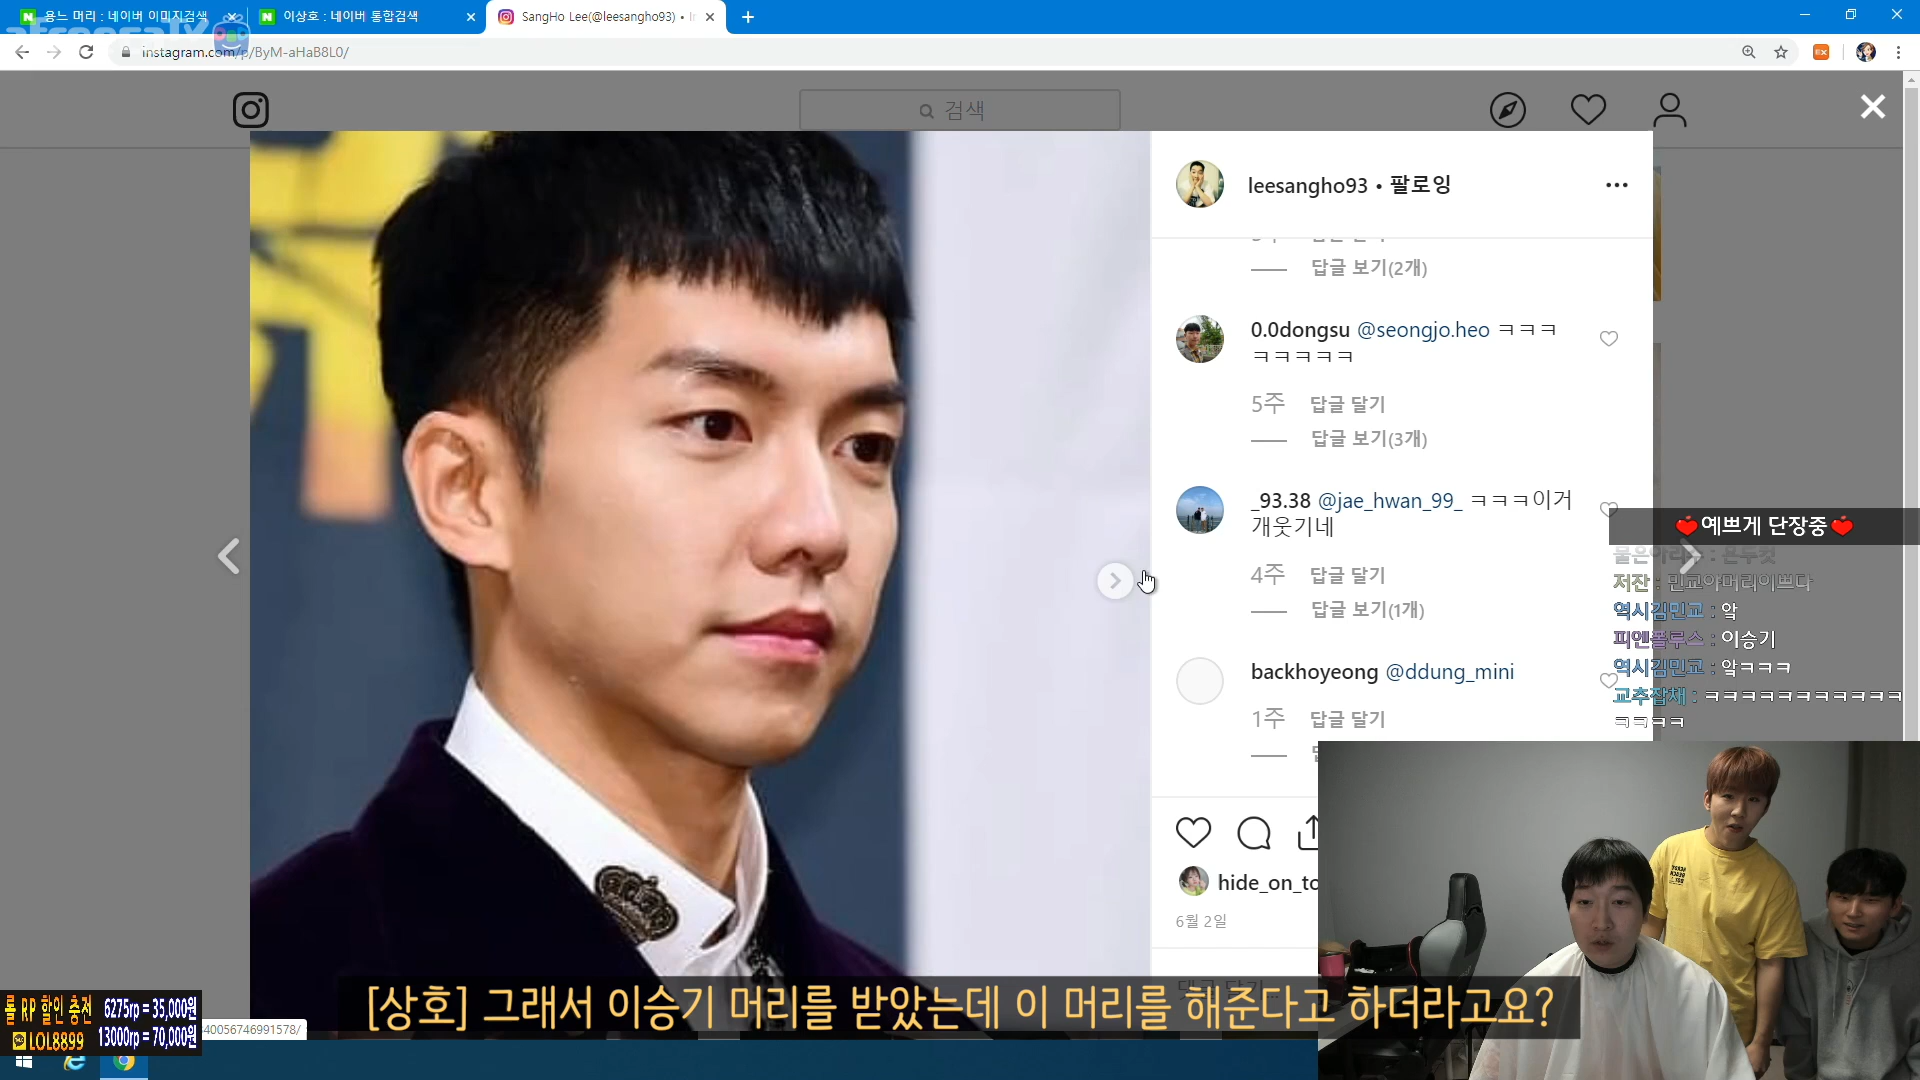 용느 머리 : 네이버 이미지검색
이상호 : 네이버 통합검색
SangHo Lee(@leesangho93) •
afreecaTV
instagram.com/p/ByM-aHaB8L0/
검색
leesangho93 • 팔로잉
답글 보기(2개)
0.0dongsu @seongjo.heo ㅋㅋㅋ
ㅋㅋㅋㅋㅋ
5주 답글 달기
답글 보기(3개)
_93.38 @jae_hwan_99_ ㅋㅋㅋ이거
개웃기네
4주 답글 달기
답글 보기(1개)
backhoyeong @ddung_mini
1주 답글 달기
hide_on_to
6월 2일
예쁘게 단장중
저잔 : 민교야머리이쁘다
역시김민교 : 앞
피엔폴루스 : 이승기
역시김민교 : 앞ㅋㅋㅋ
교추잡채 : ㅋㅋㅋㅋㅋㅋㅋㅋㅋㅋㅋ
ㅋㅋㅋㅋ
[상호] 그래서 이승기 머리를 받았는데 이 머리를 해준다고 하더라고요?
롤 RP 할인 충전 6275rp = 35,000원
LOL8899 13000rp = 70,000원
40056746991578/